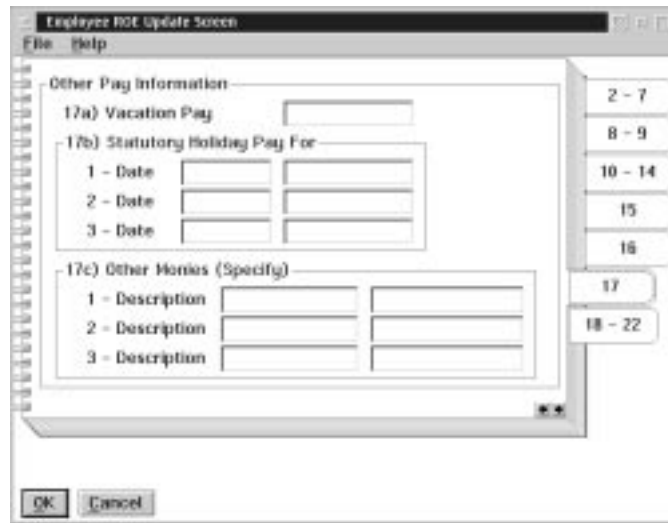 Employee ROE Update Screen
File Help
Other Pay Information
17a) Vacation Pay
17b) Statutory Holiday Pay For
1 - Date
2 - Date
3 - Date
17c) Other Monies (Specify)
1 - Description
2 - Description
3 - Description
2 - 7
8 - 9
10 - 14
15
16
17
18 - 22
OK Cancel